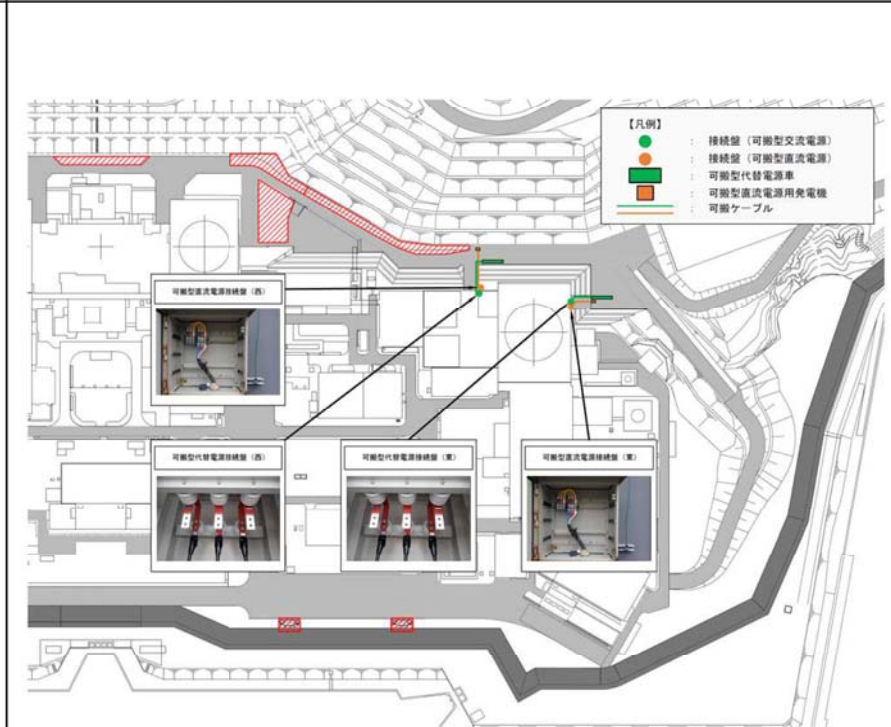 【凡例】
： 接続盤（可搬型交流電源）
： 接続盤（可搬型直流電源）
： 可搬型代替電源車
： 可搬型直流電源用発電機
： 可搬ケーブル
可搬型直流電源接続盤（西）
可搬型代替電源接続盤（西）
可搬型代替電源接続盤（東）
可搬型直流電源接続盤（東）